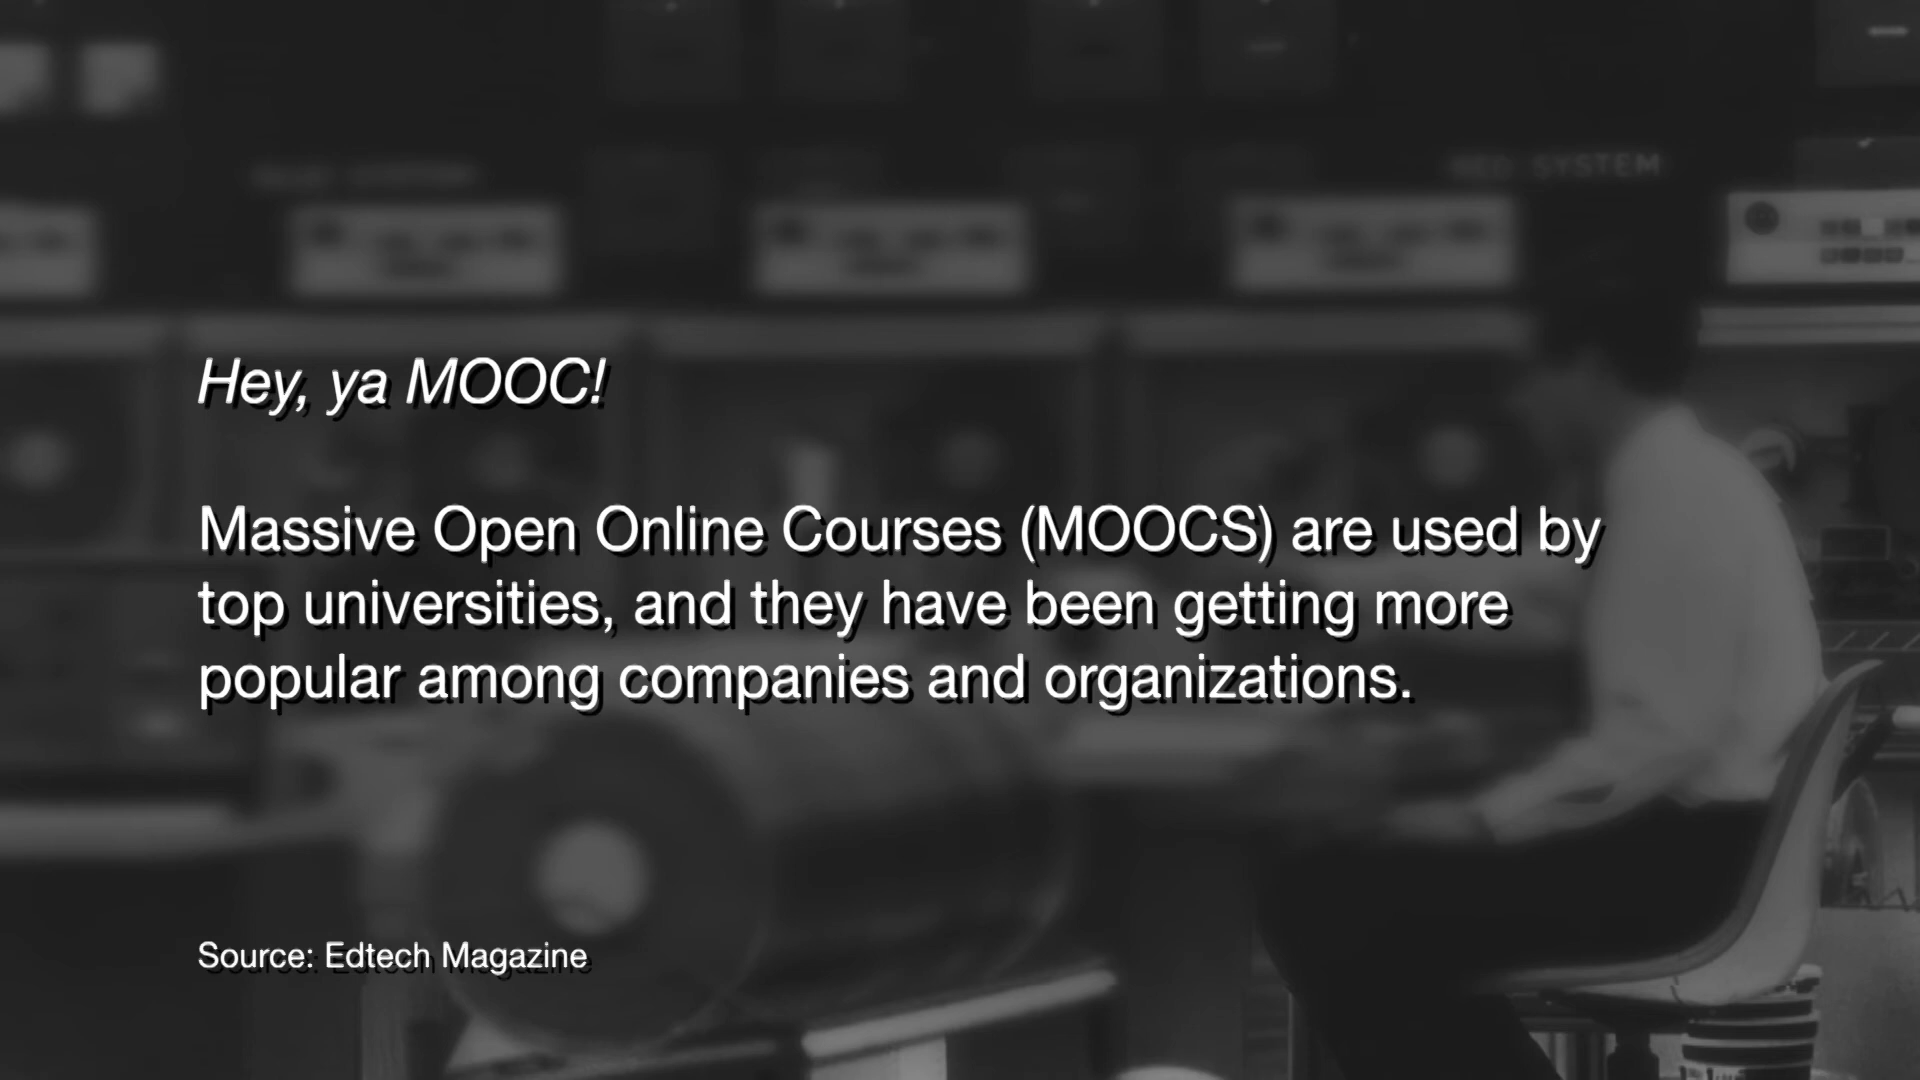 Hey, ya MOOC!
Massive Open Online Courses (MOOCS) are used by
top universities, and they have been getting more
popular among companies and organizations.
Source: Edtech Magazine
SYSTEM